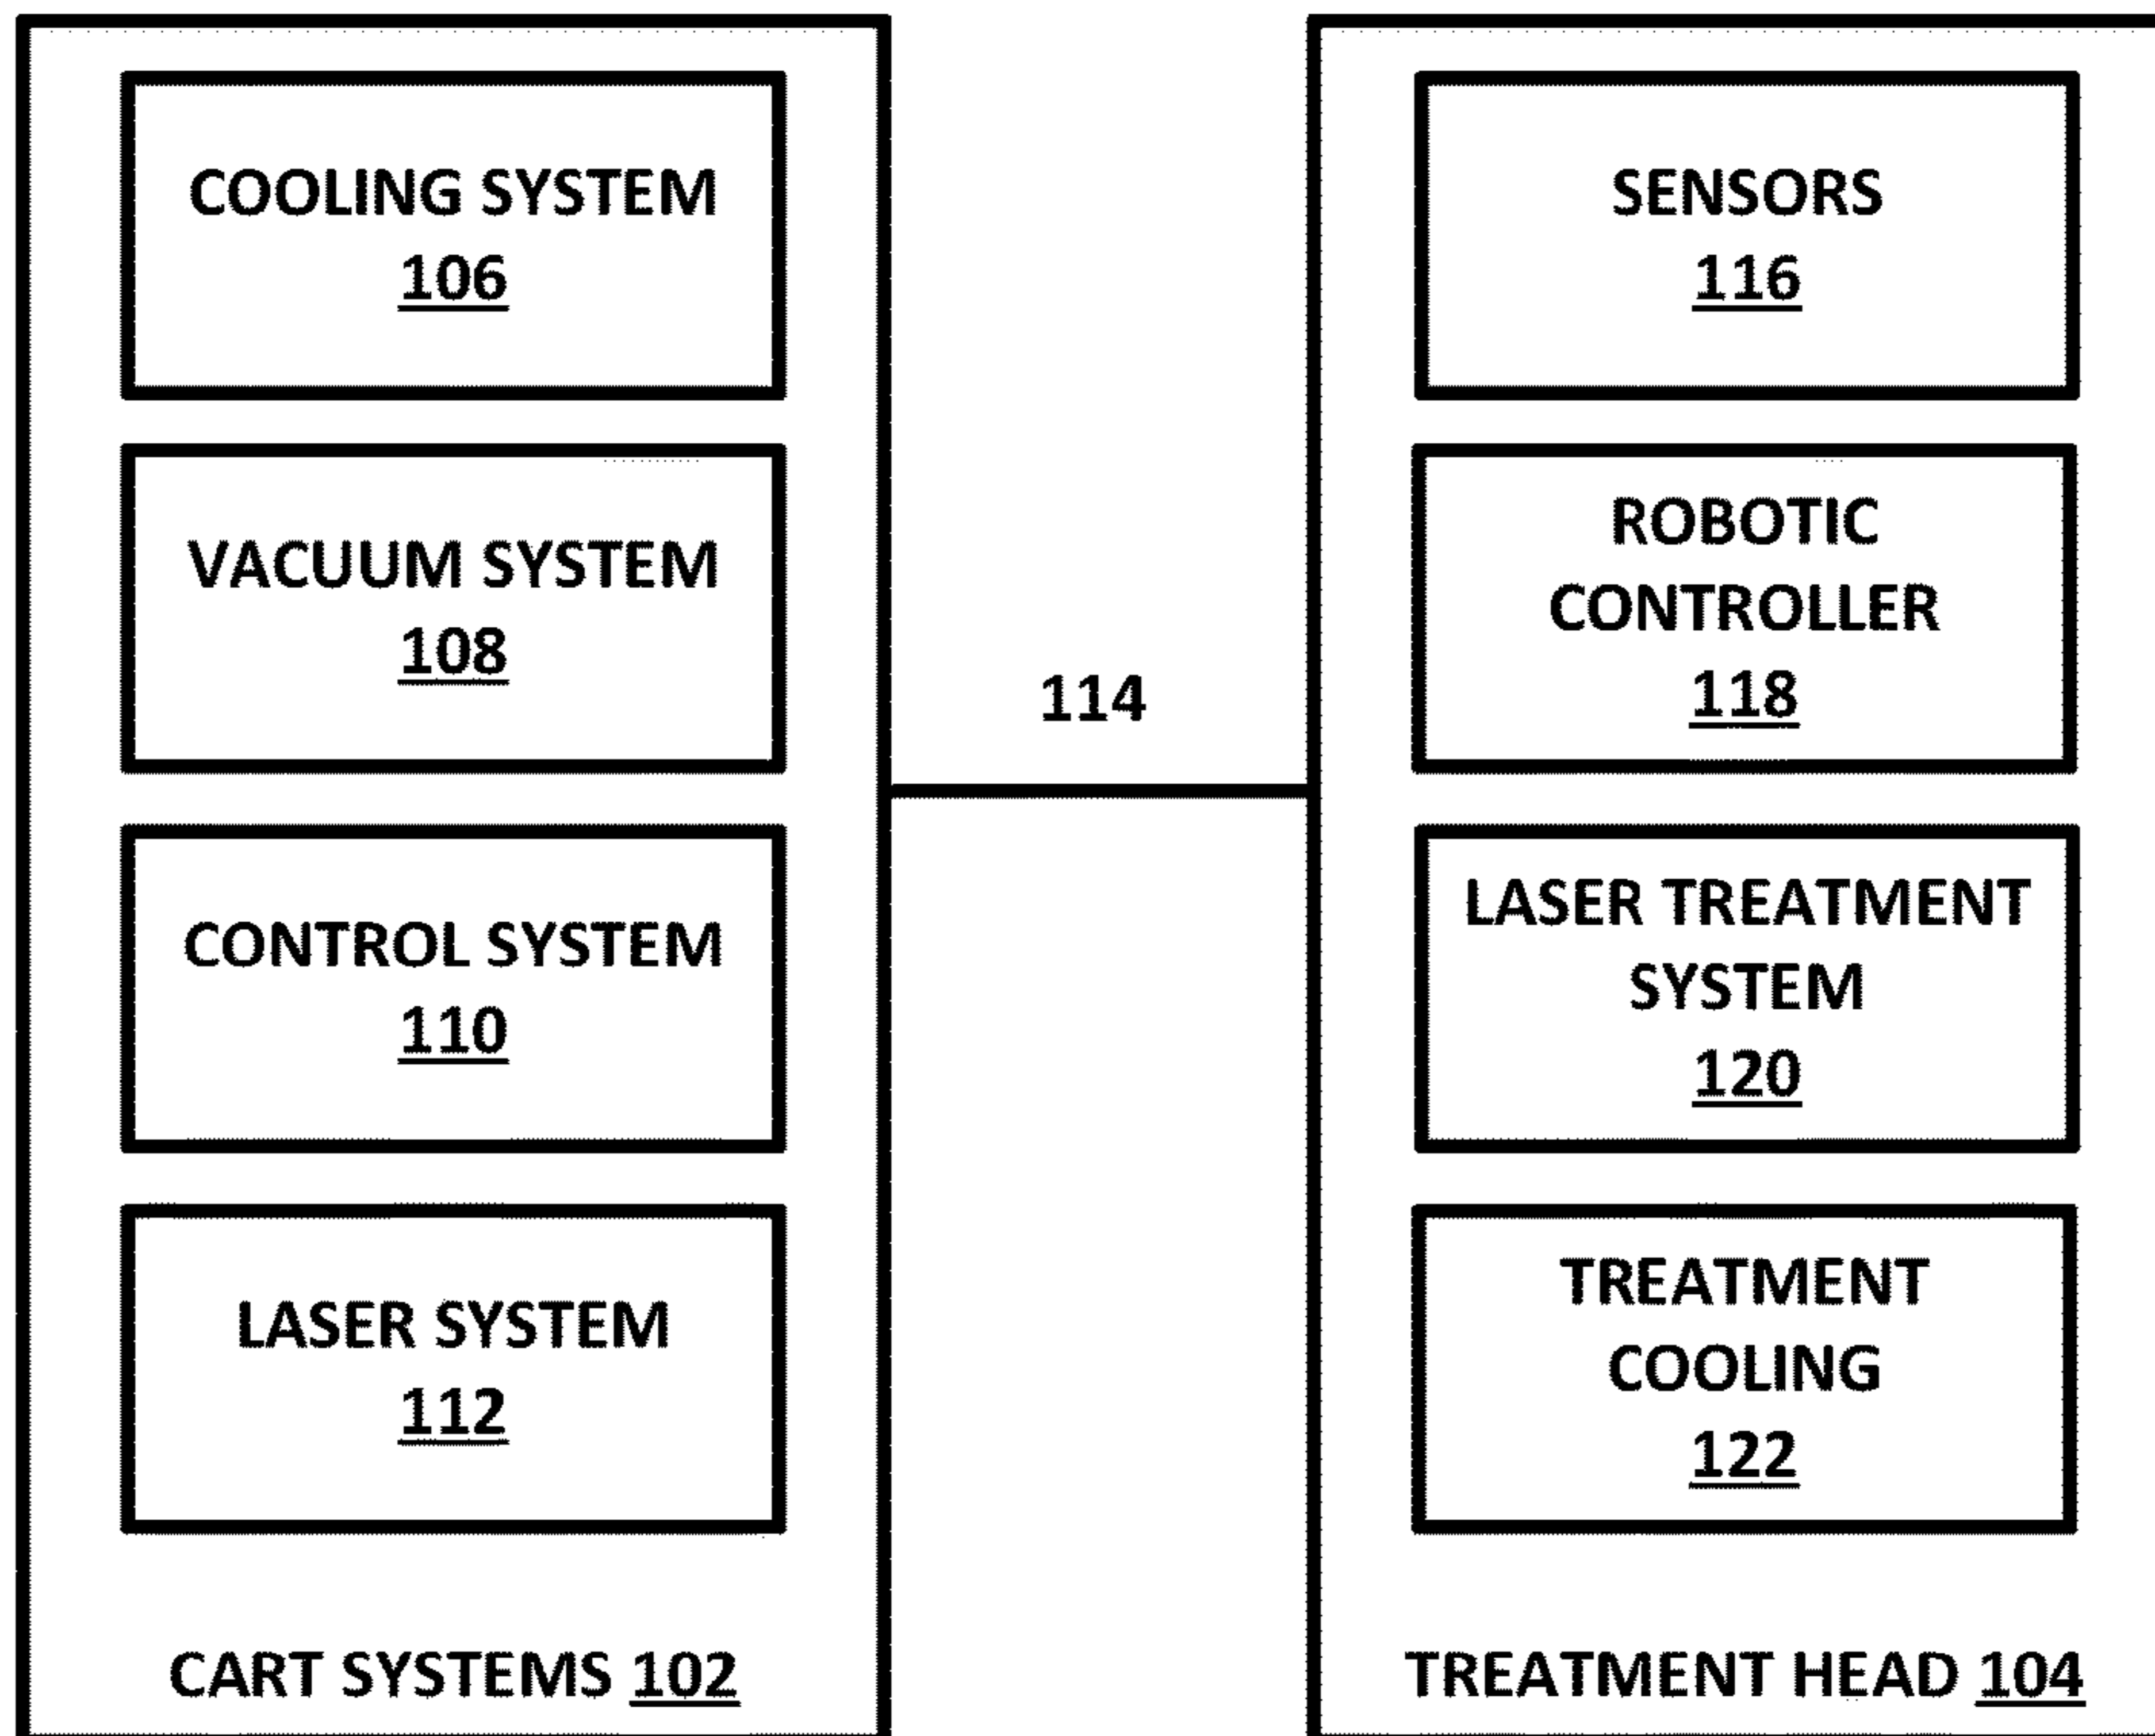 COOLING SYSTEM
106
VACUUM SYSTEM
108
CONTROL SYSTEM
110
LASER SYSTEM
112
CART SYSTEMS 102
114
SENSORS
116
ROBOTIC
CONTROLLER
118
LASER TREATMENT
SYSTEM
120
TREATMENT
COOLING
122
TREATMENT HEAD 104